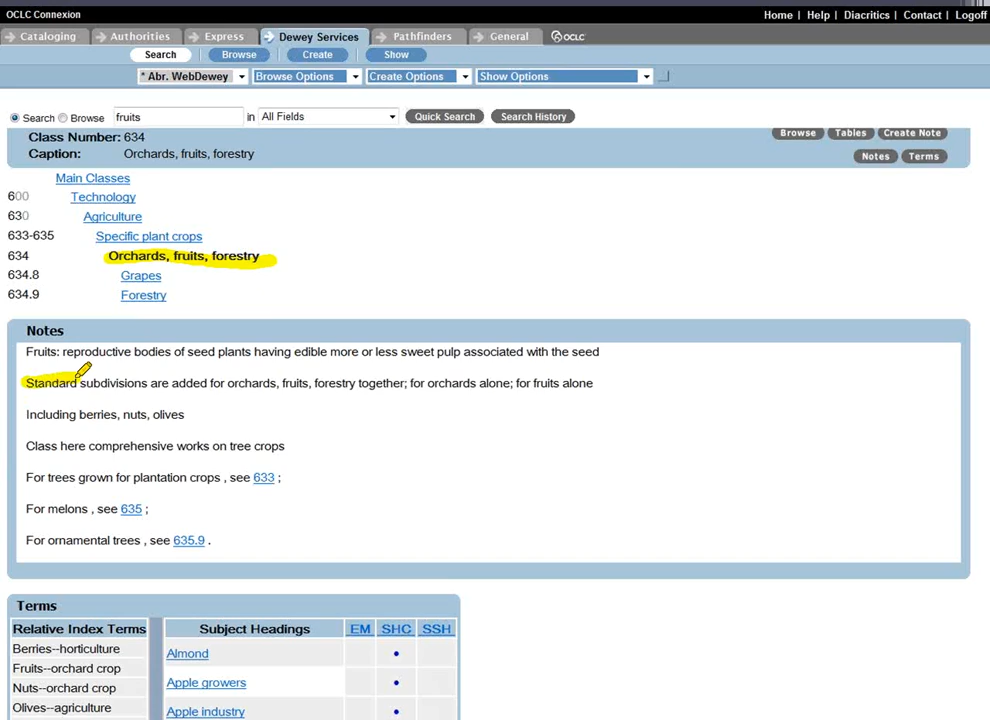 OCLC Connexion
Home | Help | Diacritics | Contact | Logoff
Cataloging Authorities Express Dewey Services Pathfinders General OCLC
Search Browse Create Show
* Abr. WebDewey Browse Options Create Options Show Options
Search Browse fruits in All Fields Quick Search Search History
Class Number: 634 Browse Tables Create Note
Caption: Orchards, fruits, forestry Notes Terms
Main Classes
600 Technology
630 Agriculture
633-635 Specific plant crops
634 Orchards, fruits, forestry
634.8 Grapes
634.9 Forestry
Notes
Fruits: reproductive bodies of seed plants having edible more or less sweet pulp associated with the seed
Standard subdivisions are added for orchards, fruits, forestry together; for orchards alone; for fruits alone
Including berries, nuts, olives
Class here comprehensive works on tree crops
For trees grown for plantation crops , see 633 ;
For melons , see 635 ;
For ornamental trees , see 635.9 .
Terms
Relative Index Terms Subject Headings EM SHC SSH
Berries--horticulture Almond
Fruits--orchard crop
Apple growers
Nuts--orchard crop
Olives--agriculture Apple industry